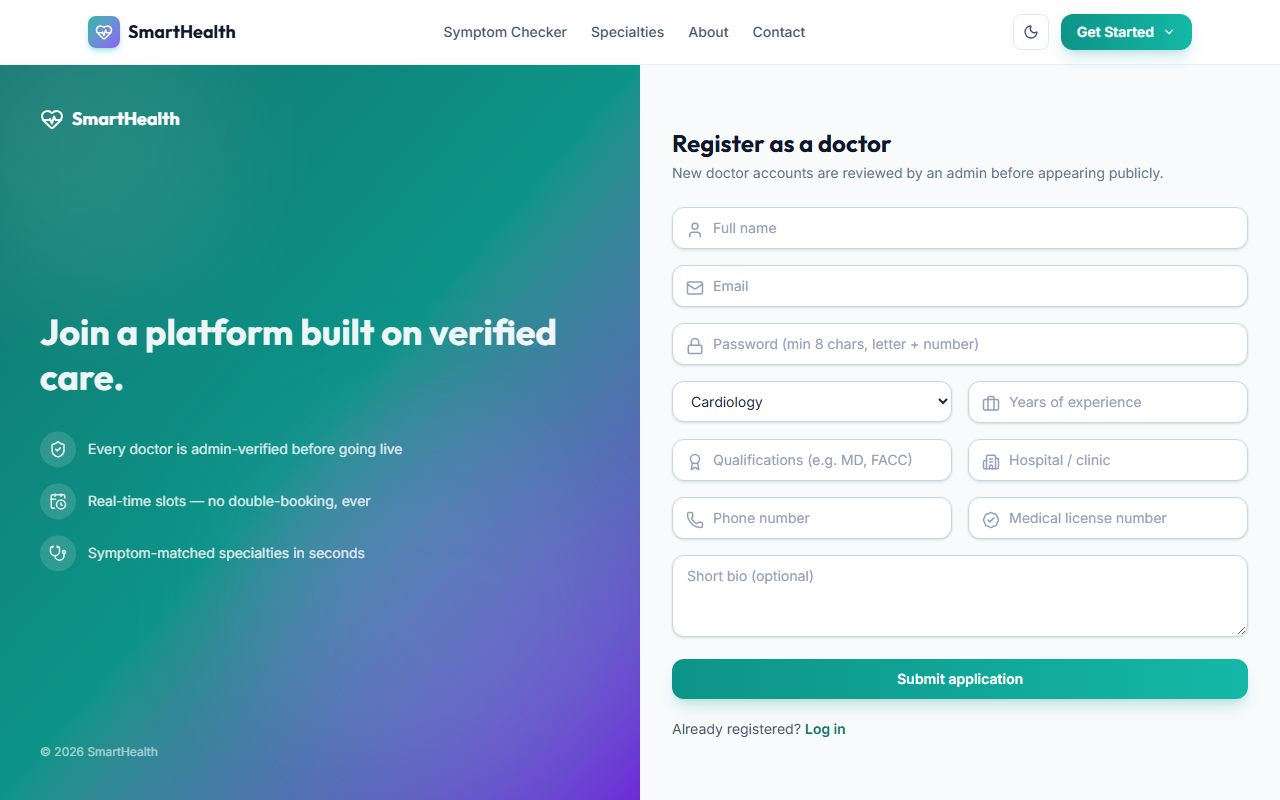 SmartHealth
Symptom Checker
Specialties
About
Contact
Get Started
SmartHealth
Join a platform built on verified
care.
Every doctor is admin-verified before going live
Real-time slots — no double-booking, ever
Symptom-matched specialties in seconds
© 2026 SmartHealth
Register as a doctor
New doctor accounts are reviewed by an admin before appearing publicly.
Full name
Email
Password (min 8 chars, letter + number)
Cardiology
Years of experience
Qualifications (e.g. MD, FACC)
Hospital / clinic
Phone number
Medical license number
Short bio (optional)
Submit application
Already registered? Log in